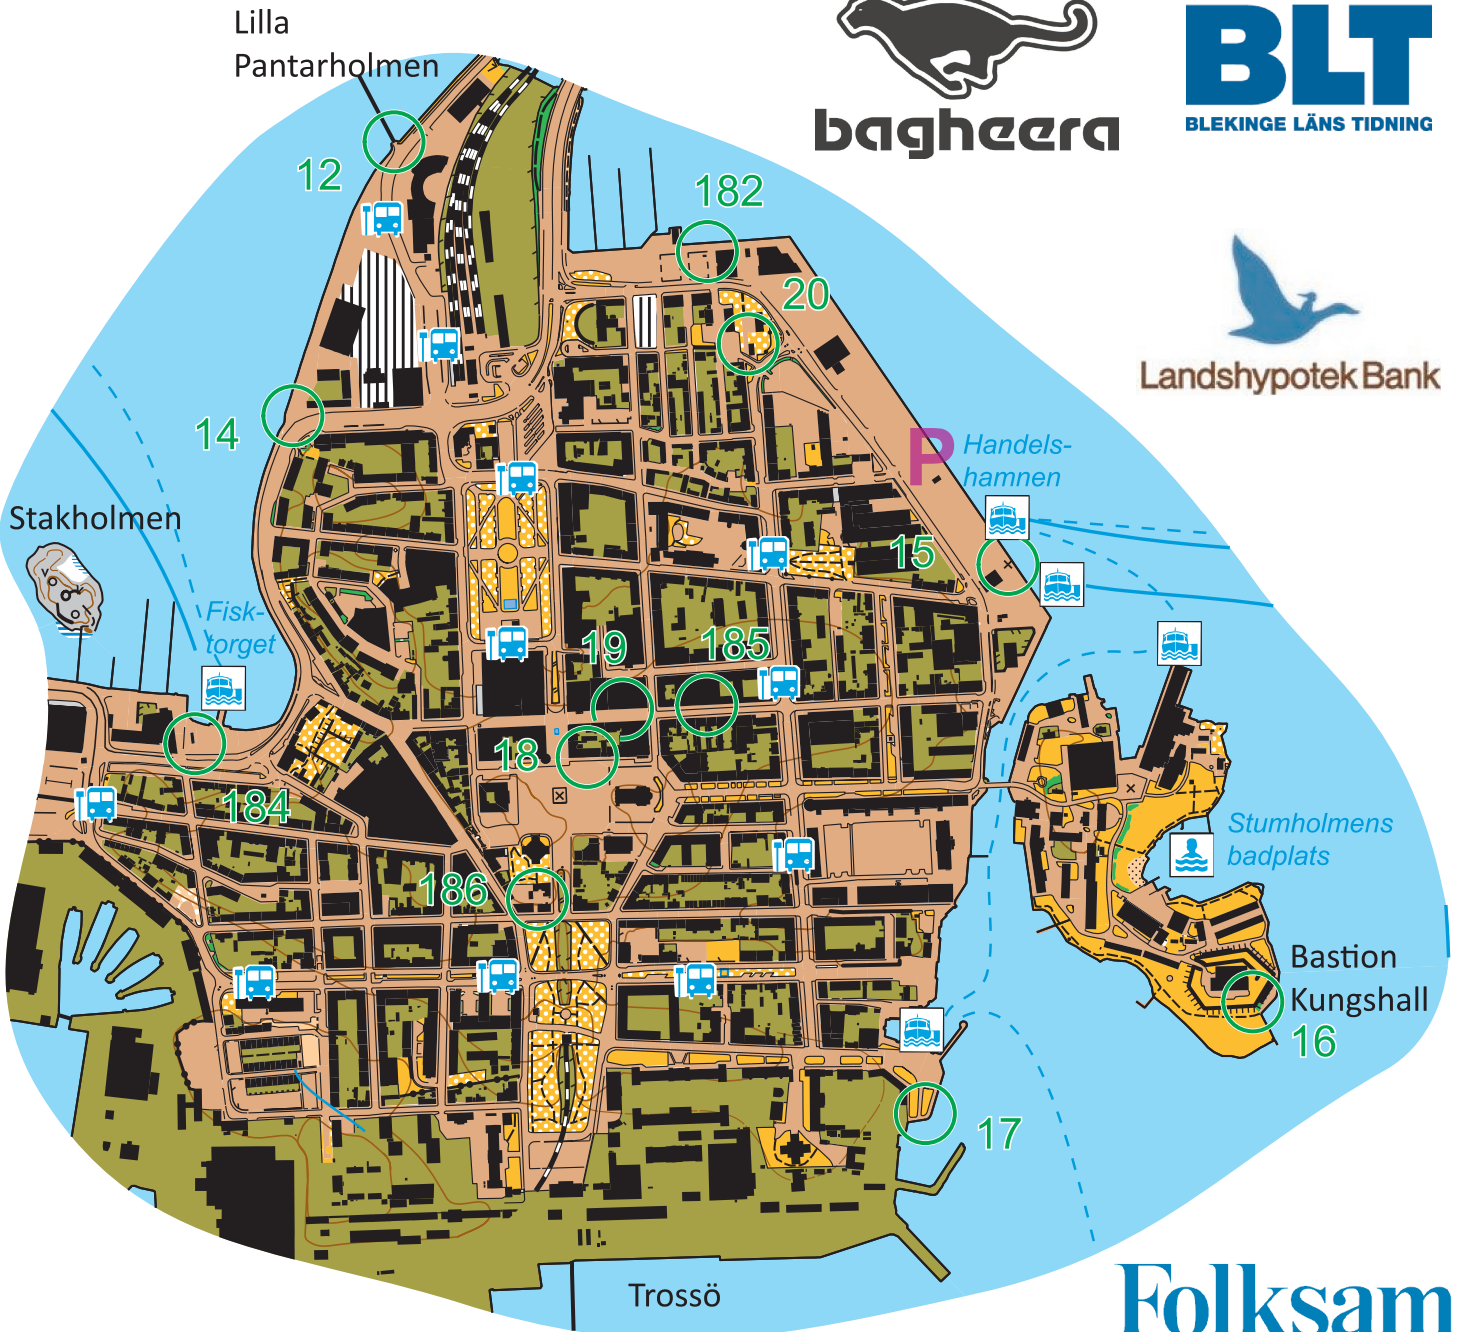 Lilla
Pantarholmen
bagheera
BLT
BLEKINGE LÄNS TIDNING
12
182
20
Landshypotek Bank
14
P
Handels-
hamnen
Stakholmen
15
Fisk-
torget
19
185
18
184
Stumholmens
badplats
186
Bastion
Kungshall
16
17
Trossö
Folksam